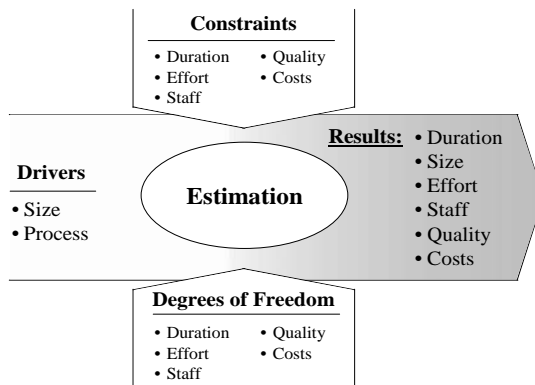 Constraints
• Duration • Quality
• Effort • Costs
• Staff
Drivers
• Size
• Process
Estimation
Results: • Duration
• Size
• Effort
• Staff
• Quality
• Costs
Degrees of Freedom
• Duration • Quality
• Effort • Costs
• Staff